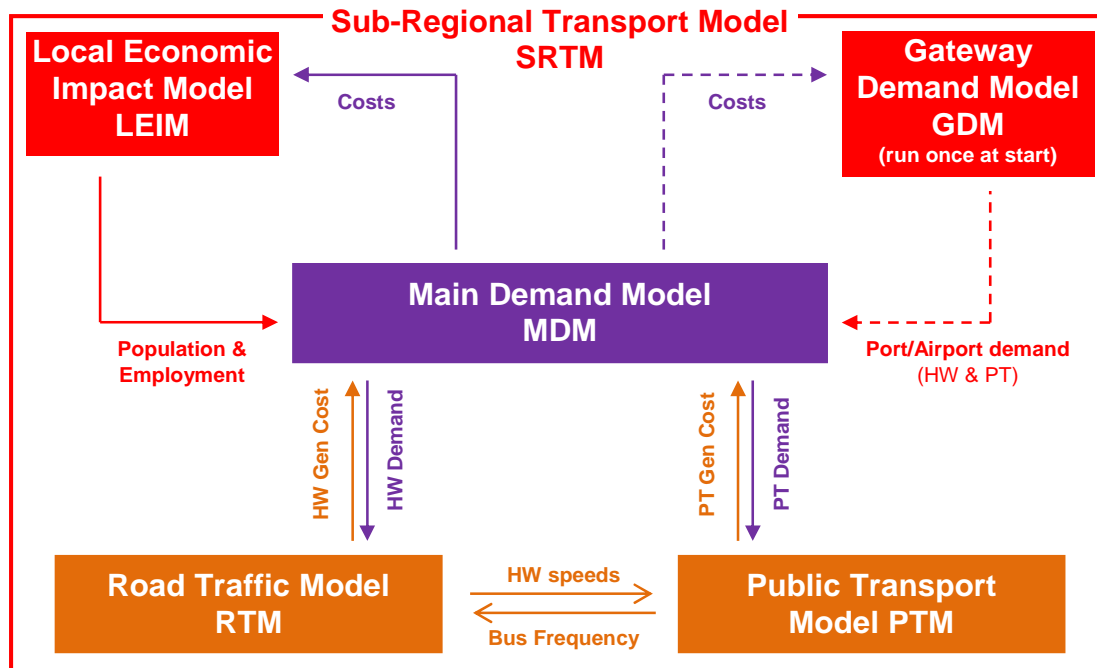 Sub-Regional Transport Model
SRTM
Local Economic
Impact Model
LEIM
Gateway
Demand Model
GDM
(run once at start)
Costs
Costs
Main Demand Model
MDM
Population &
Employment
Port/Airport demand
(HW & PT)
HW Gen Cost
HW Demand
PT Gen Cost
PT Demand
Road Traffic Model
RTM
HW speeds
Bus Frequency
Public Transport
Model PTM